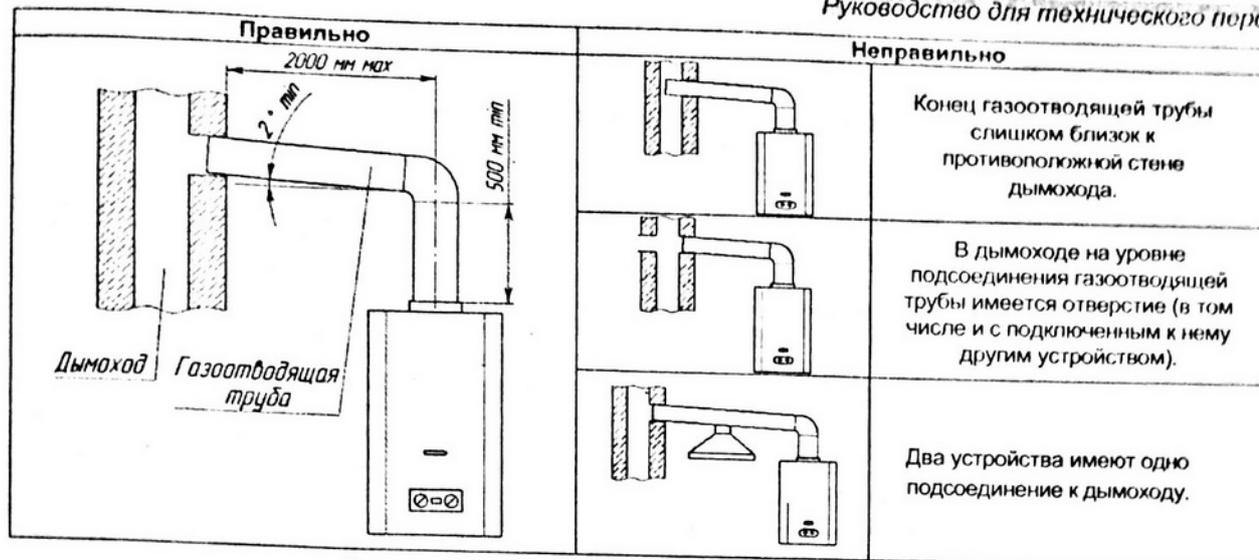 Руководство для технического
Правильно
Неправильно
2000 мм max
2° min
500 мм min
Дымоход
Газоотводящая
труба
Конец газоотводящей трубы
слишком близок к
противоположной стене
дымохода.
В дымоходе на уровне
подсоединения газоотводящей
трубы имеется отверстие (в том
числе и с подключенным к нему
другим устройством).
Два устройства имеют одно
подсоединение к дымоходу.